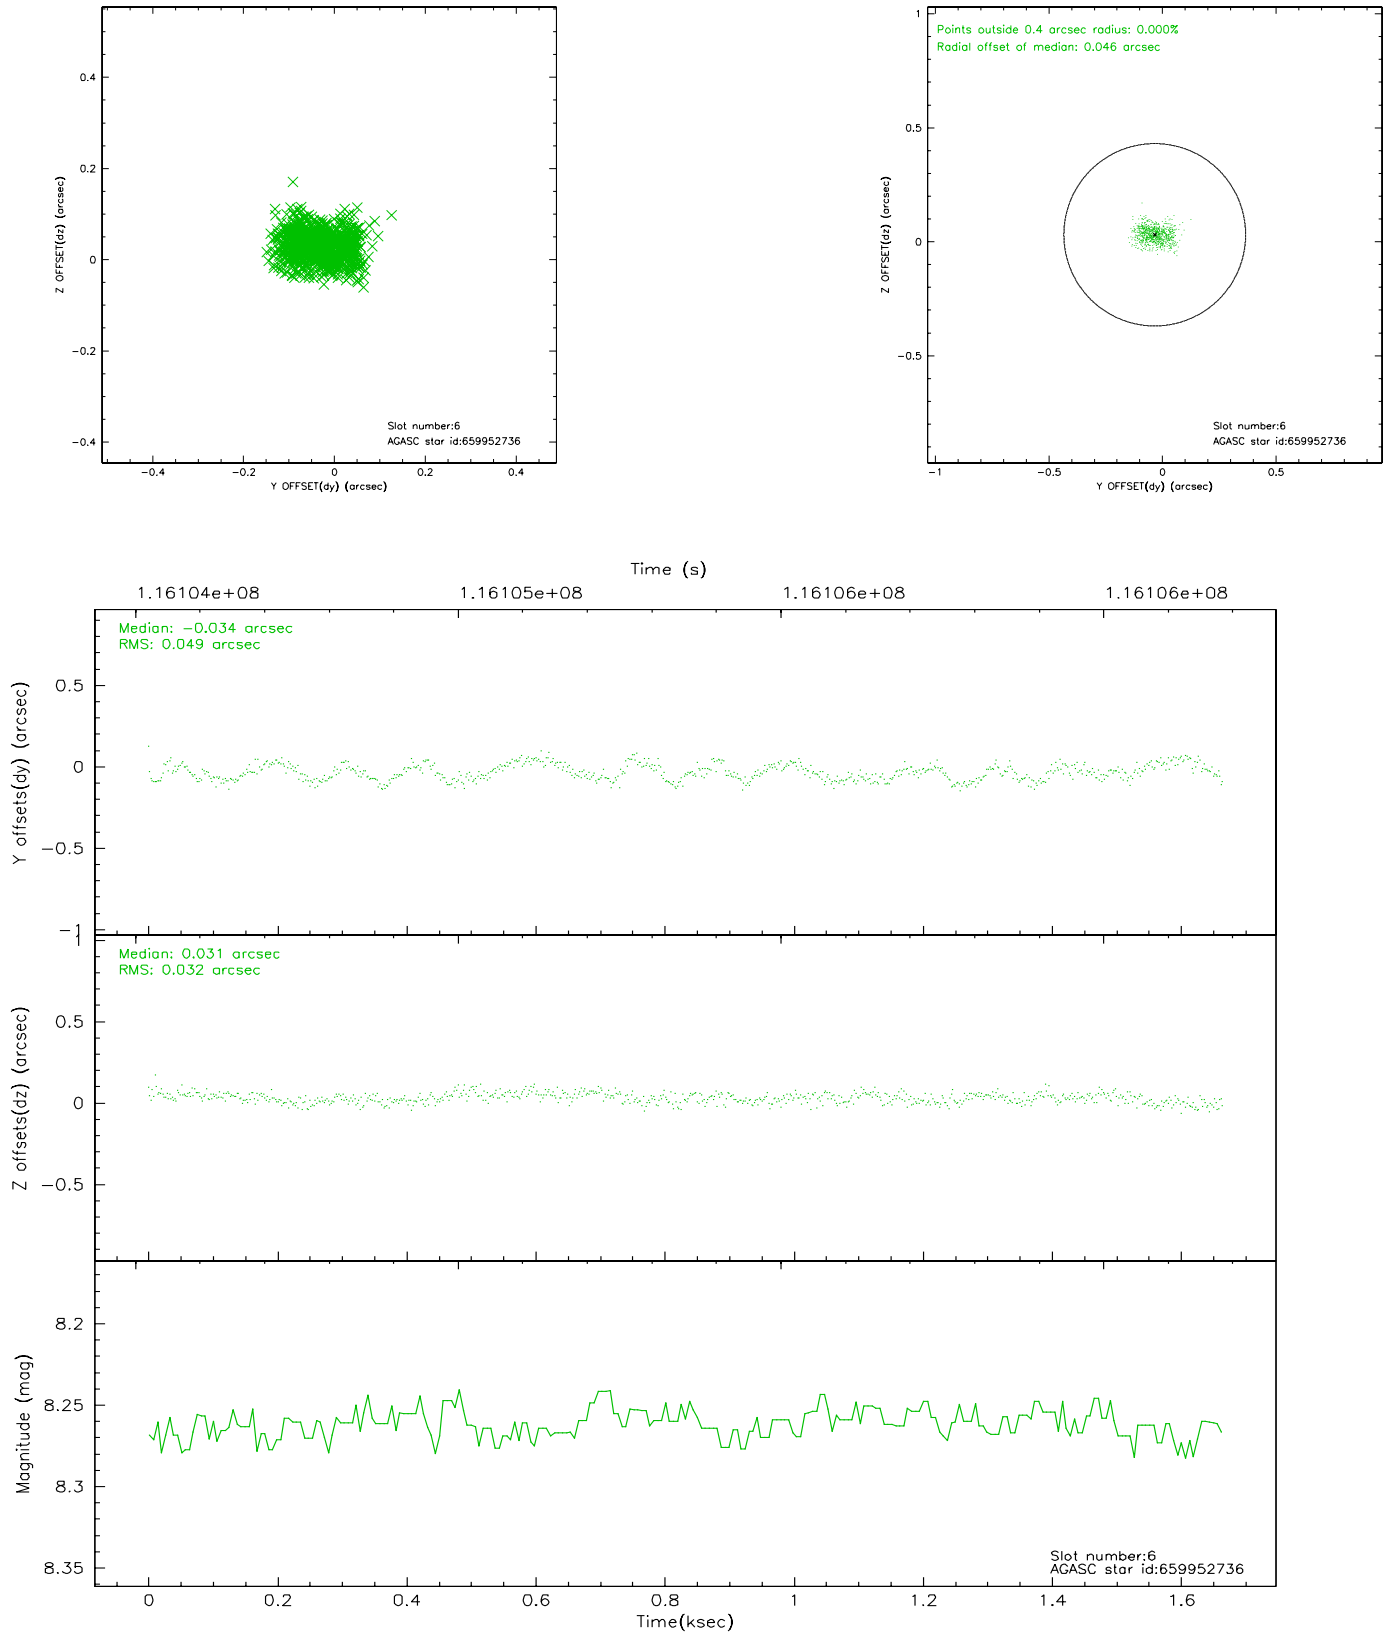 0.4
0.2
0
−0.2
−0.4
Z OFFSET(dz) (arcsec)
Slot number:6
AGASC star id:659952736
−0.4 −0.2 0 0.2 0.4
Y OFFSET(dy) (arcsec)
Points outside 0.4 arcsec radius: 0.000%
Radial offset of median: 0.046 arcsec
1
0.5
0
−0.5
Z OFFSET(dz) (arcsec)
Slot number:6
AGASC star id:659952736
−1 −0.5 0 0.5
Y OFFSET(dy) (arcsec)
Time (s)
1.16104e+08 1.16105e+08 1.16106e+08 1.16106e+08
Median: −0.034 arcsec
RMS: 0.049 arcsec
0.5
0
−0.5
−1
Y offsets(dy) (arcsec)
Median: 0.031 arcsec
RMS: 0.032 arcsec
1
0.5
0
−0.5
Z offsets(dz) (arcsec)
8.2
8.25
8.3
8.35
Magnitude (mag)
Slot number:6
AGASC star id:659952736
0 0.2 0.4 0.6 0.8 1 1.2 1.4 1.6
Time(ksec)